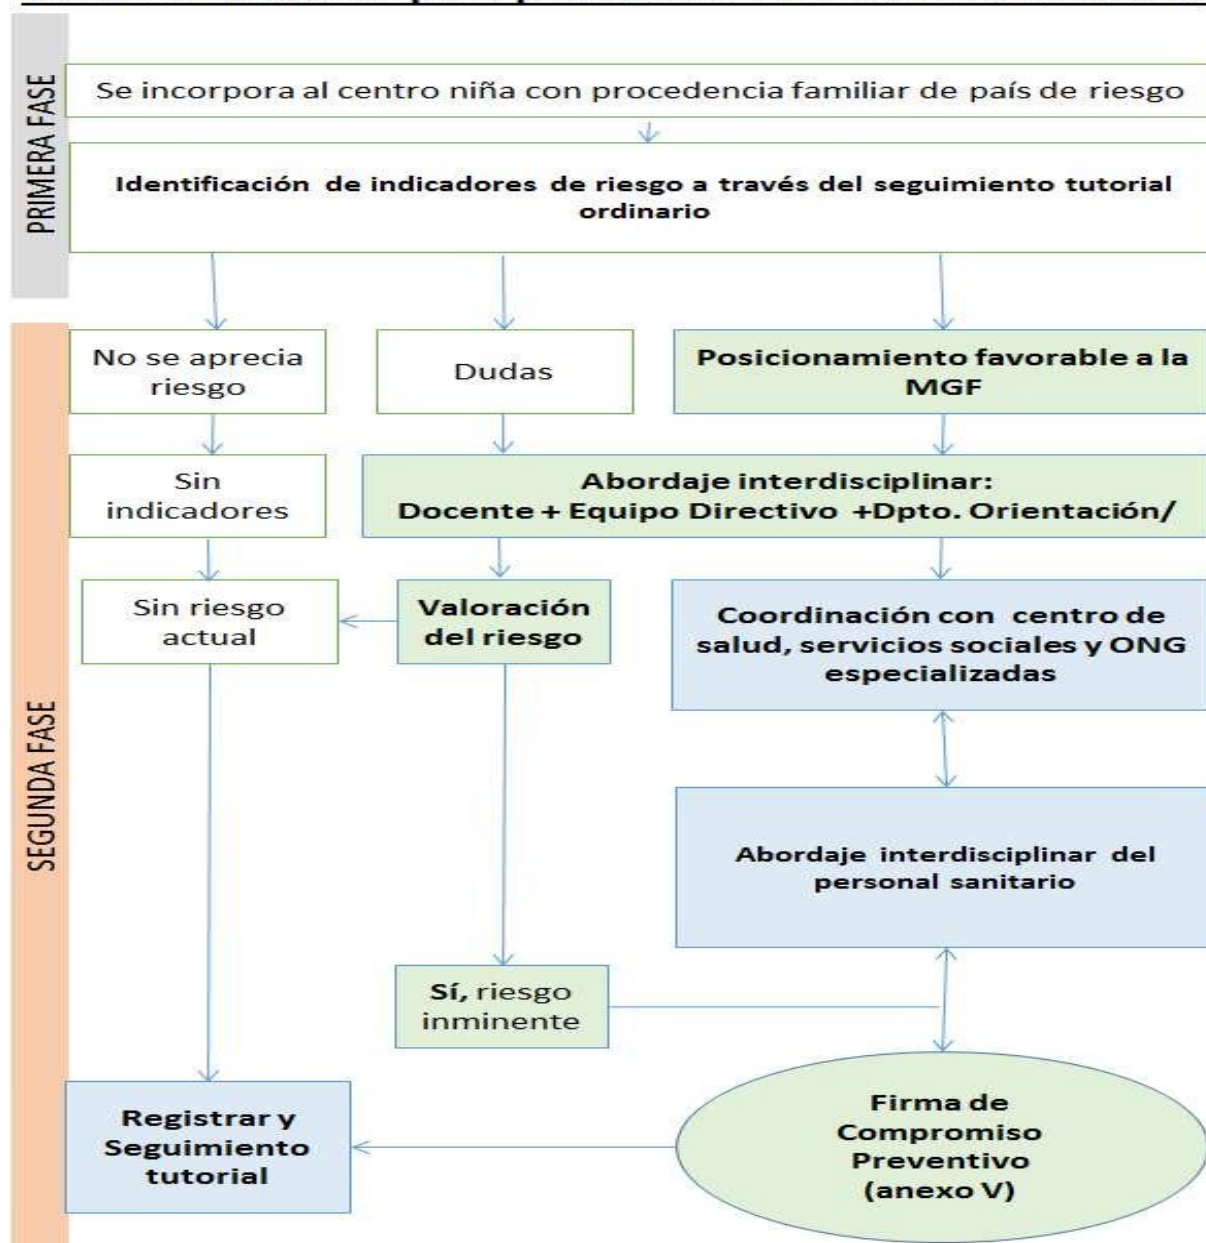 PRIMERA FASE
Se incorpora al centro niña con procedencia familiar de país de riesgo
Identificación de indicadores de riesgo a través del seguimiento tutorial
ordinario
SEGUNDA FASE
No se aprecia
riesgo
Dudas
Posicionamiento favorable a la
MGF
Sin
indicadores
Abordaje interdisciplinar:
Docente + Equipo Directivo +Dpto. Orientación/
Sin riesgo
actual
Valoración
del riesgo
Coordinación con centro de
salud, servicios sociales y ONG
especializadas
Abordaje interdisciplinar del
personal sanitario
Sí, riesgo
inminente
Registrar y
Seguimiento
tutorial
Firma de
Compromiso
Preventivo
(anexo V)